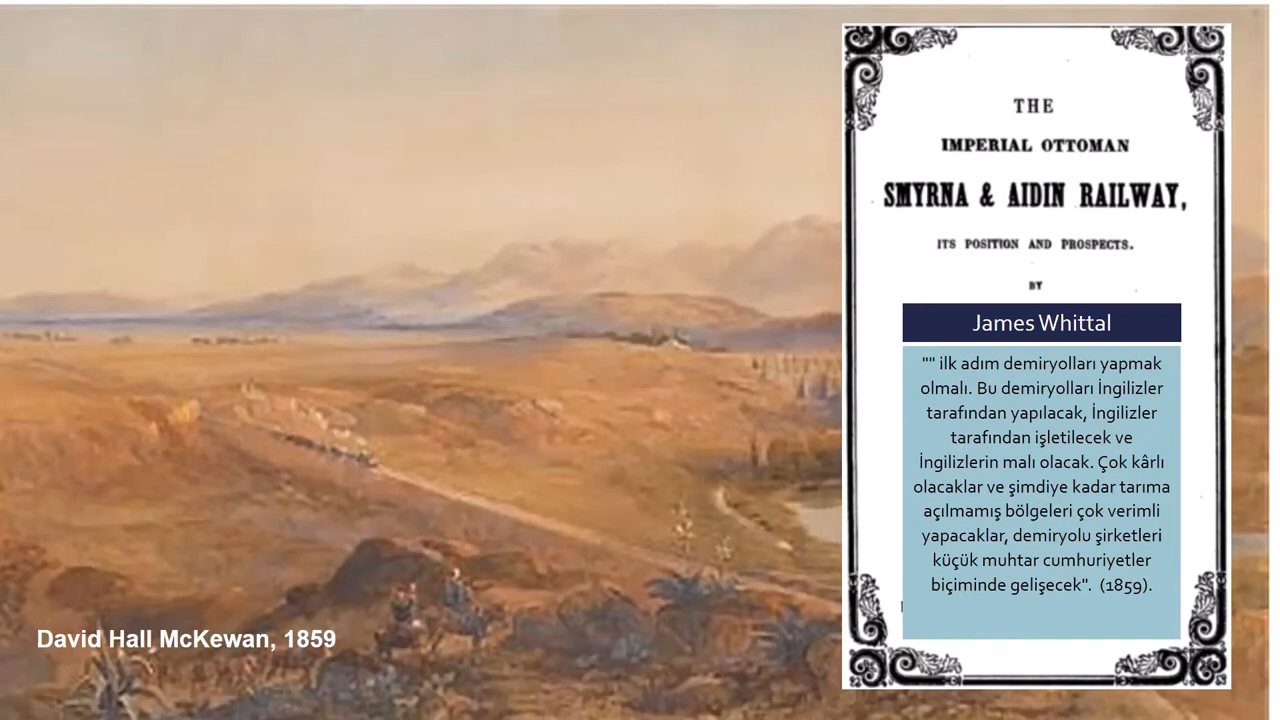 THE
IMPERIAL OTTOMAN
SMYRNA & AIDIN RAILWAY,
ITS POSITION AND PROSPECTS.
BY
James Whittal
"" ilk adım demiryolları yapmak
olmalı. Bu demiryolları İngilizler
tarafından yapılacak, İngilizler
tarafından işletilecek ve
İngilizlerin malı olacak. Çok kârlı
olacaklar ve şimdiye kadar tarıma
açılmamış bölgeleri çok verimli
yapacaklar, demiryolu şirketleri
küçük muhtar cumhuriyetler
biçiminde gelişecek". (1859).
David Hall McKewan, 1859